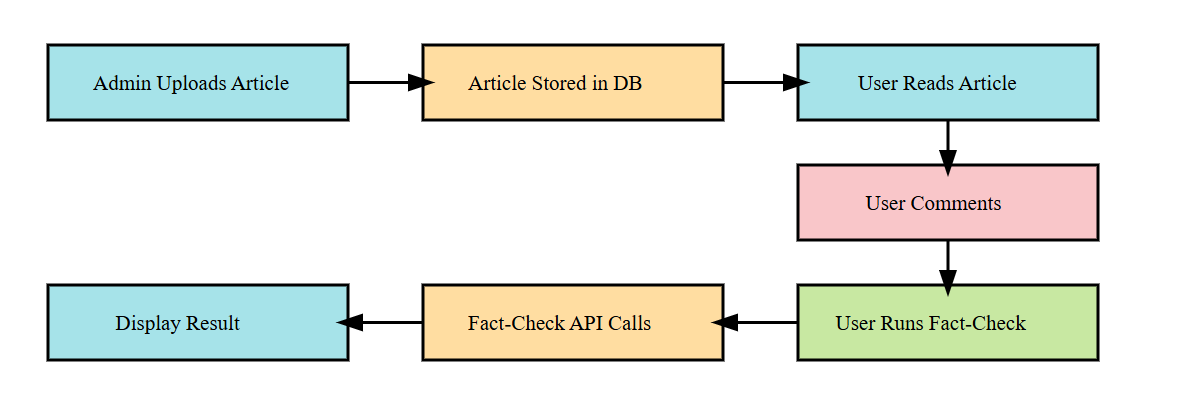 Admin Uploads Article
Article Stored in DB
User Reads Article
User Comments
User Runs Fact-Check
Fact-Check API Calls
Display Result